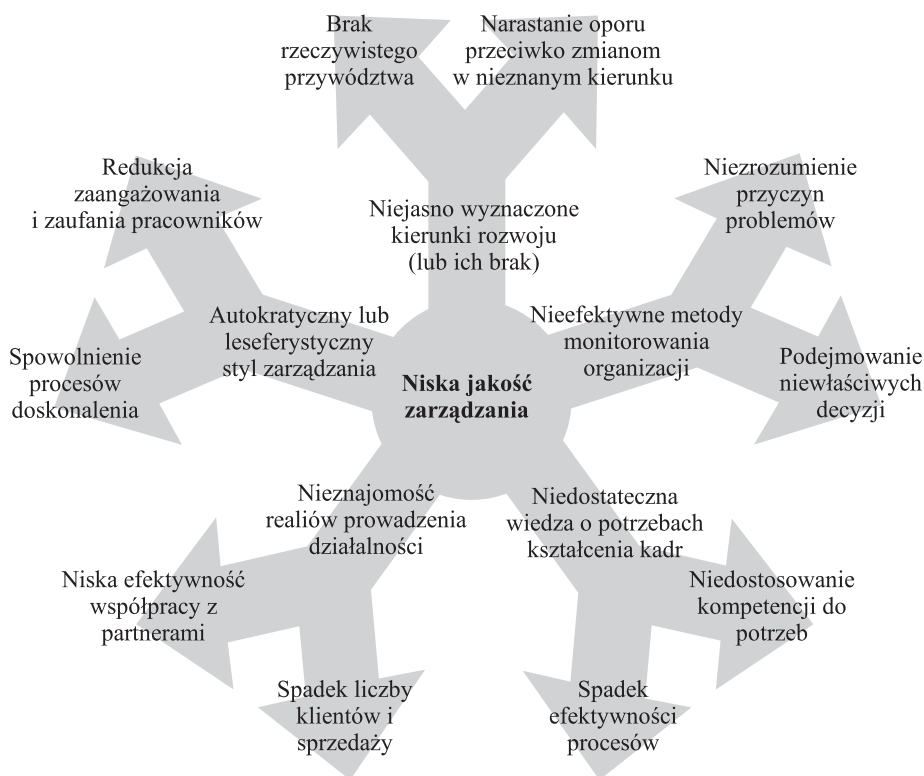 Brak
rzeczywistego
przywództwa
Narastanie oporu
przeciwko zmianom
w nieznanym kierunku
Redukcja
zaangażowania
i zaufania pracowników
Niejasno wyznaczone
kierunki rozwoju
(lub ich brak)
Niezrozumienie
przyczyn
problemów
Spowolnienie
procesów
doskonalenia
Autokratyczny lub
leseferystyczny
styl zarządzania
Niska jakość
zarządzania
Nieefektywne metody
monitorowania
organizacji
Podejmowanie
niewłaściwych
decyzji
Nieznajomość
realiów prowadzenia
działalności
Niedostateczna
wiedza o potrzebach
kształcenia kadr
Niska efektywność
współpracy z
partnerami
Niedostosowanie
kompetencji do
potrzeb
Spadek liczby
klientów i
sprzedaży
Spadek
efektywności
procesów